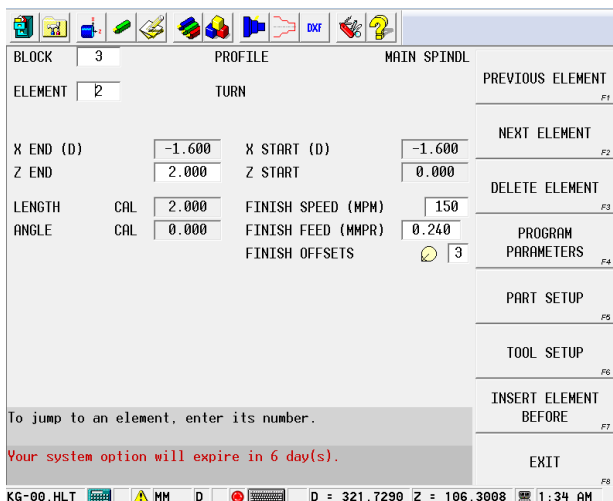 DXF
BLOCK 3 PROFILE MAIN SPINDL
ELEMENT 2 TURN
X END (D) -1.600 X START (D) -1.600
Z END 2.000 Z START 0.000
LENGTH CAL 2.000 FINISH SPEED (MPM) 150
ANGLE CAL 0.000 FINISH FEED (MMPR) 0.240
FINISH OFFSETS 3
PREVIOUS ELEMENT
F1
NEXT ELEMENT
F2
DELETE ELEMENT
F3
PROGRAM
PARAMETERS
F4
PART SETUP
F5
TOOL SETUP
F6
INSERT ELEMENT
BEFORE
F7
EXIT
F8
To jump to an element, enter its number.
Your system option will expire in 6 day(s).
KG-00.HLT MM D D = 321.7290 Z = 106.3008 1:34 AM